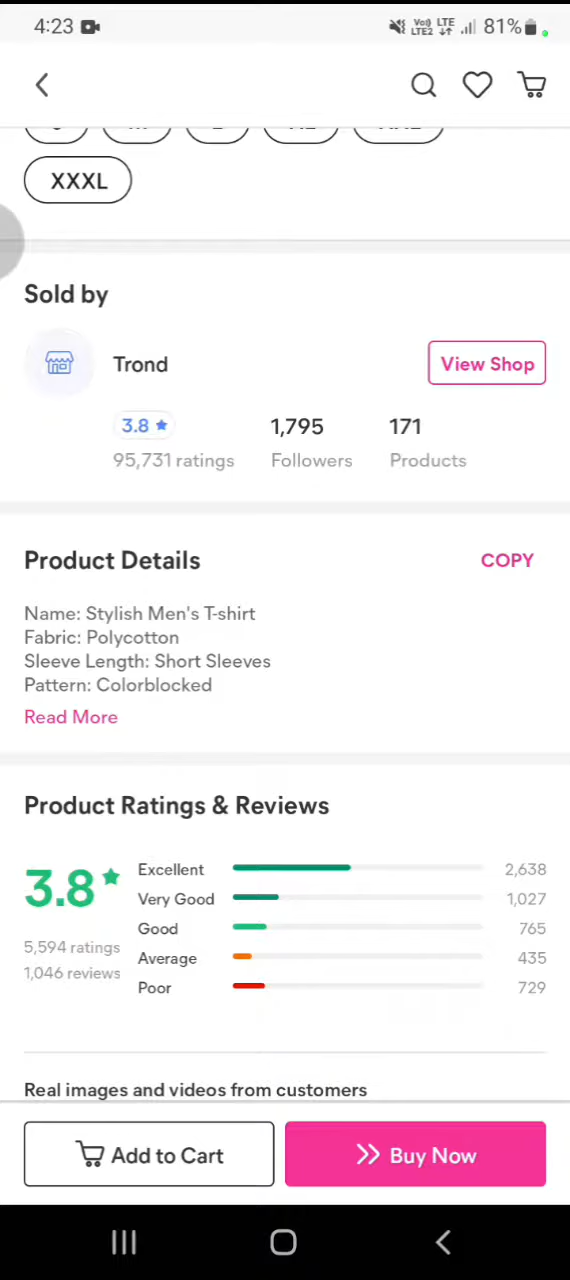 4:23
Vo) LTE
LTE2
81%
XXXL
Sold by
Trond
View Shop
3.8 ★
1,795
171
95,731 ratings
Followers
Products
Product Details
COPY
Name: Stylish Men's T-shirt
Fabric: Polycotton
Sleeve Length: Short Sleeves
Pattern: Colorblocked
Read More
Product Ratings & Reviews
3.8 ★
5,594 ratings
1,046 reviews
Excellent 2,638
Very Good 1,027
Good 765
Average 435
Poor 729
Real images and videos from customers
Add to Cart
Buy Now